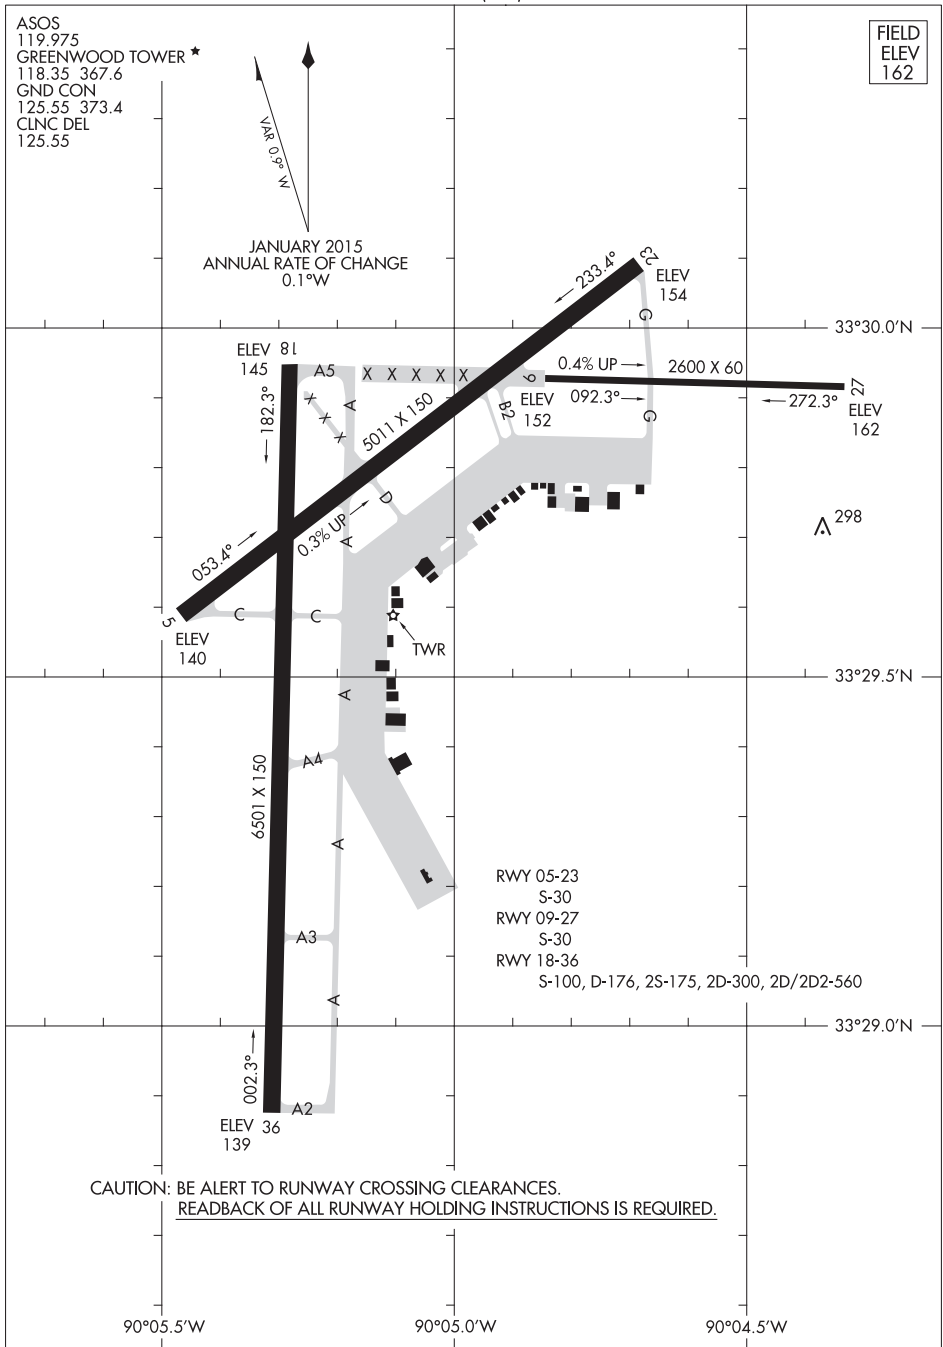 ASOS
119.975
GREENWOOD TOWER ★
118.35 367.6
GND CON
125.55 373.4
CLNC DEL
125.55
FIELD
ELEV
162
VAR 0.9° W
JANUARY 2015
ANNUAL RATE OF CHANGE
0.1°W
23
233.4°
ELEV
154
G
33°30.0'N
ELEV
145
18
A5
X X X X X
9
0.4% UP
2600 X 60
27
092.3°
272.3°
ELEV
152
ELEV
162
182.3°
X X X
A
5011 X 150
B2
G
D
0.3% UP
A
298
053.4°
5
C
C
ELEV
140
TWR
33°29.5'N
A
A4
6501 X 150
A
RWY 05-23
S-30
RWY 09-27
S-30
RWY 18-36
S-100, D-176, 2S-175, 2D-300, 2D/2D2-560
A3
A
33°29.0'N
002.3°
A2
ELEV
139
36
CAUTION: BE ALERT TO RUNWAY CROSSING CLEARANCES.
READBACK OF ALL RUNWAY HOLDING INSTRUCTIONS IS REQUIRED.
90°05.5'W
90°05.0'W
90°04.5'W